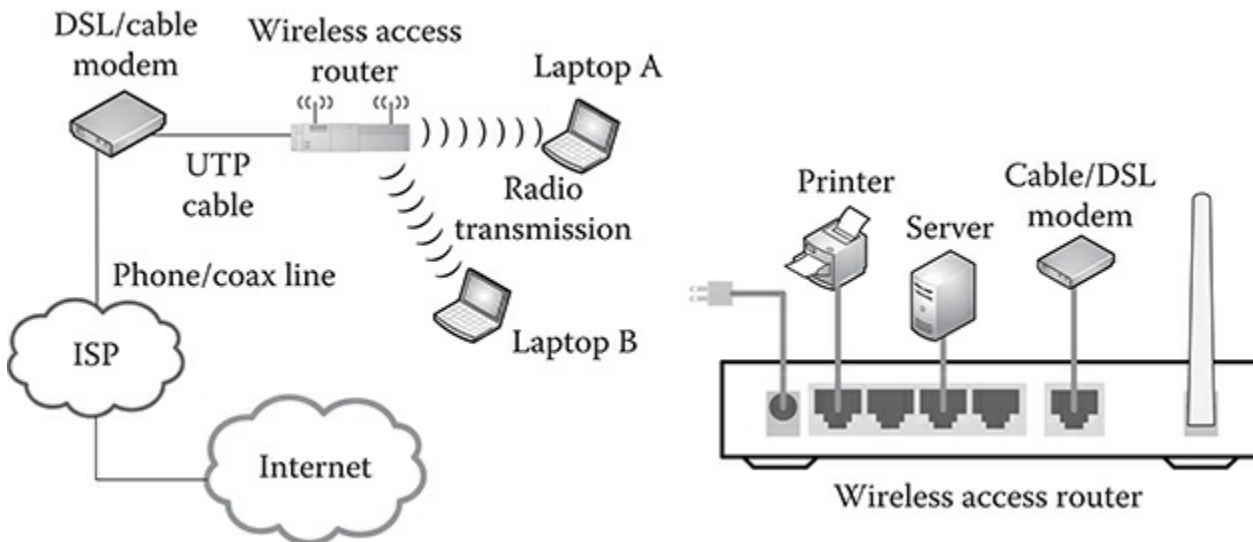 DSL/cable
modem
Wireless access
router
Laptop A
UTP
cable
Radio
transmission
Phone/coax line
Laptop B
ISP
Internet
Printer
Server
Cable/DSL
modem
Wireless access router